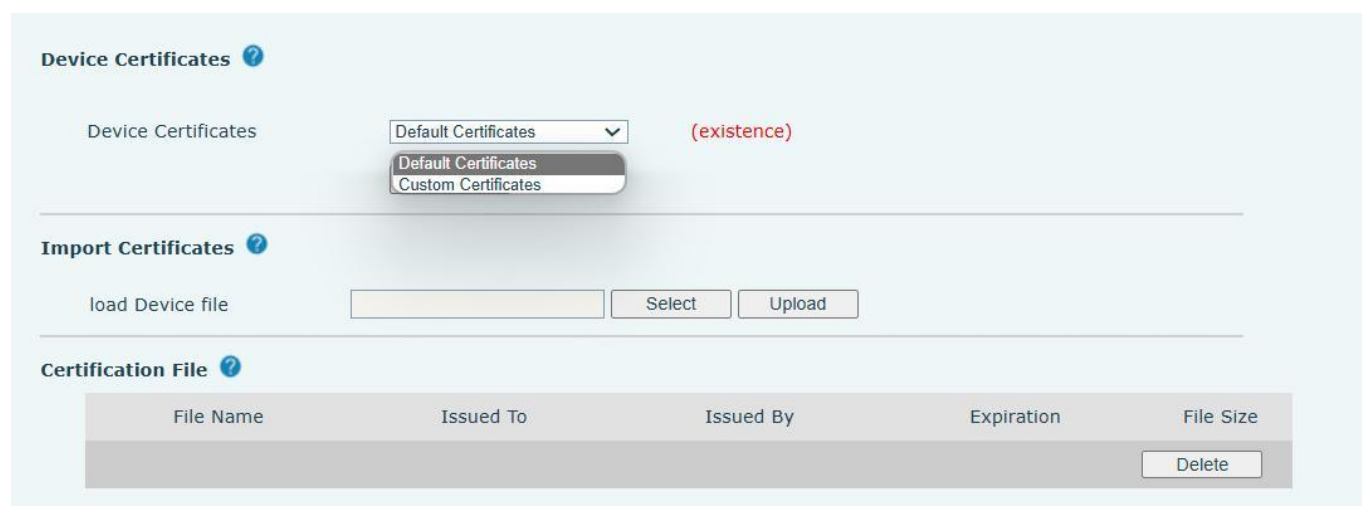 Device Certificates ?
Device Certificates Default Certificates (existence)
Default Certificates
Custom Certificates
Import Certificates ?
load Device file Select Upload
Certification File ?
File Name Issued To Issued By Expiration File Size
Delete